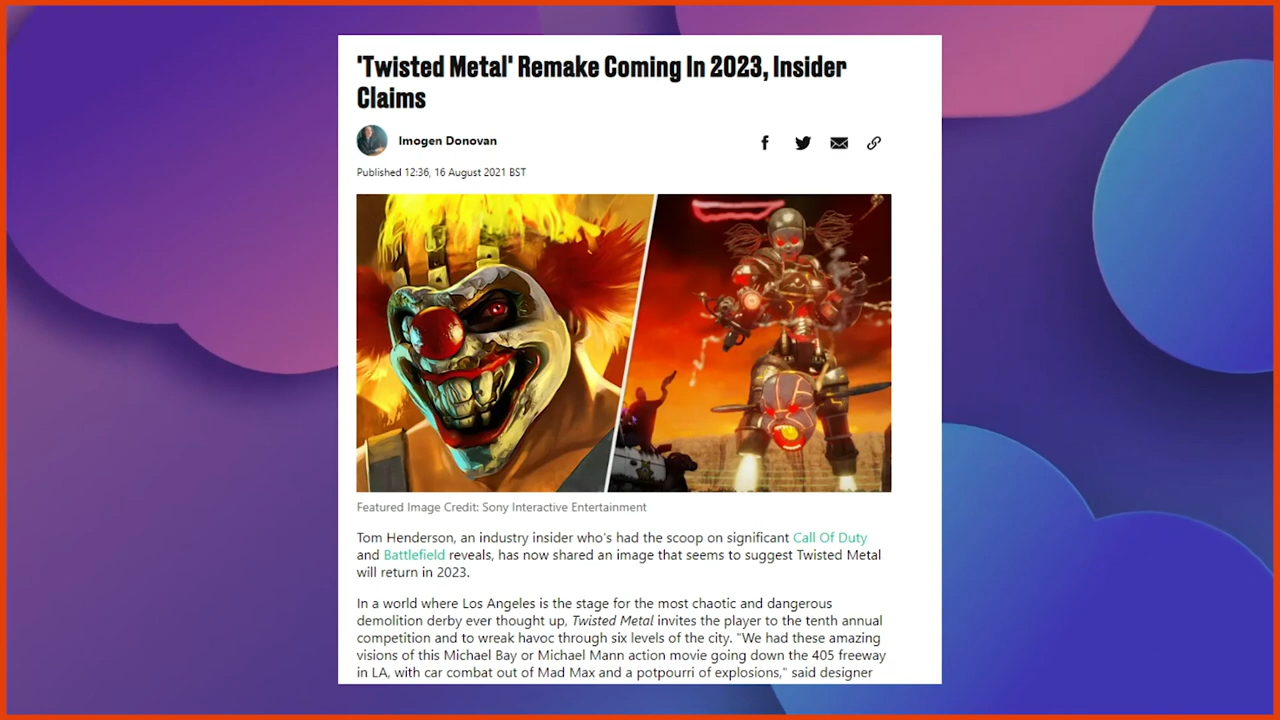 'Twisted Metal' Remake Coming In 2023, Insider
Claims
Imogen Donovan
Published 12:36, 16 August 2021 BST
Featured Image Credit: Sony Interactive Entertainment
Tom Henderson, an industry insider who's had the scoop on significant Call Of Duty
and Battlefield reveals, has now shared an image that seems to suggest Twisted Metal
will return in 2023.
In a world where Los Angeles is the stage for the most chaotic and dangerous
demolition derby ever thought up, Twisted Metal invites the player to the tenth annual
competition and to wreak havoc through six levels of the city. "We had these amazing
visions of this Michael Bay or Michael Mann action movie going down the 405 freeway
in LA, with car combat out of Mad Max and a potpourri of explosions," said designer